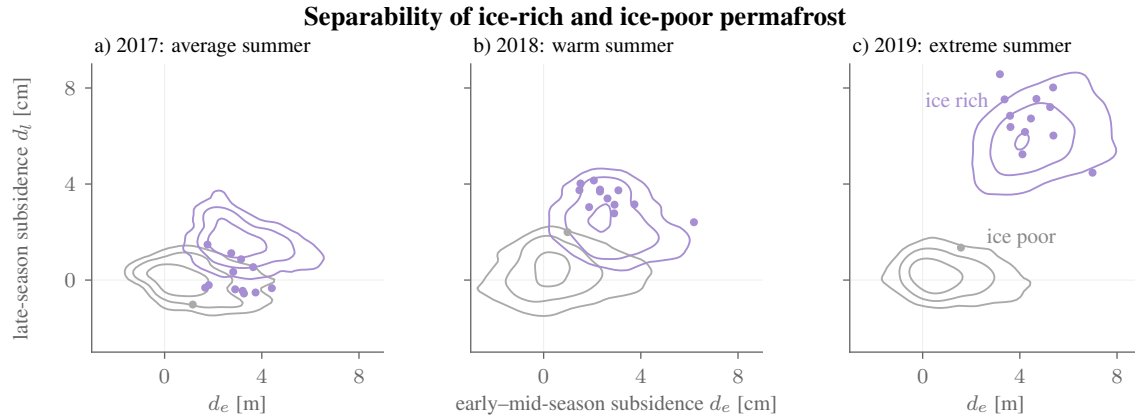 Separability of ice-rich and ice-poor permafrost
a) 2017: average summer
b) 2018: warm summer
c) 2019: extreme summer
late-season subsidence d_l [cm]
8
4
0
ice rich
ice poor
0 4 8
0 4 8
0 4 8
d_e [m]
early–mid-season subsidence d_e [cm]
d_e [m]